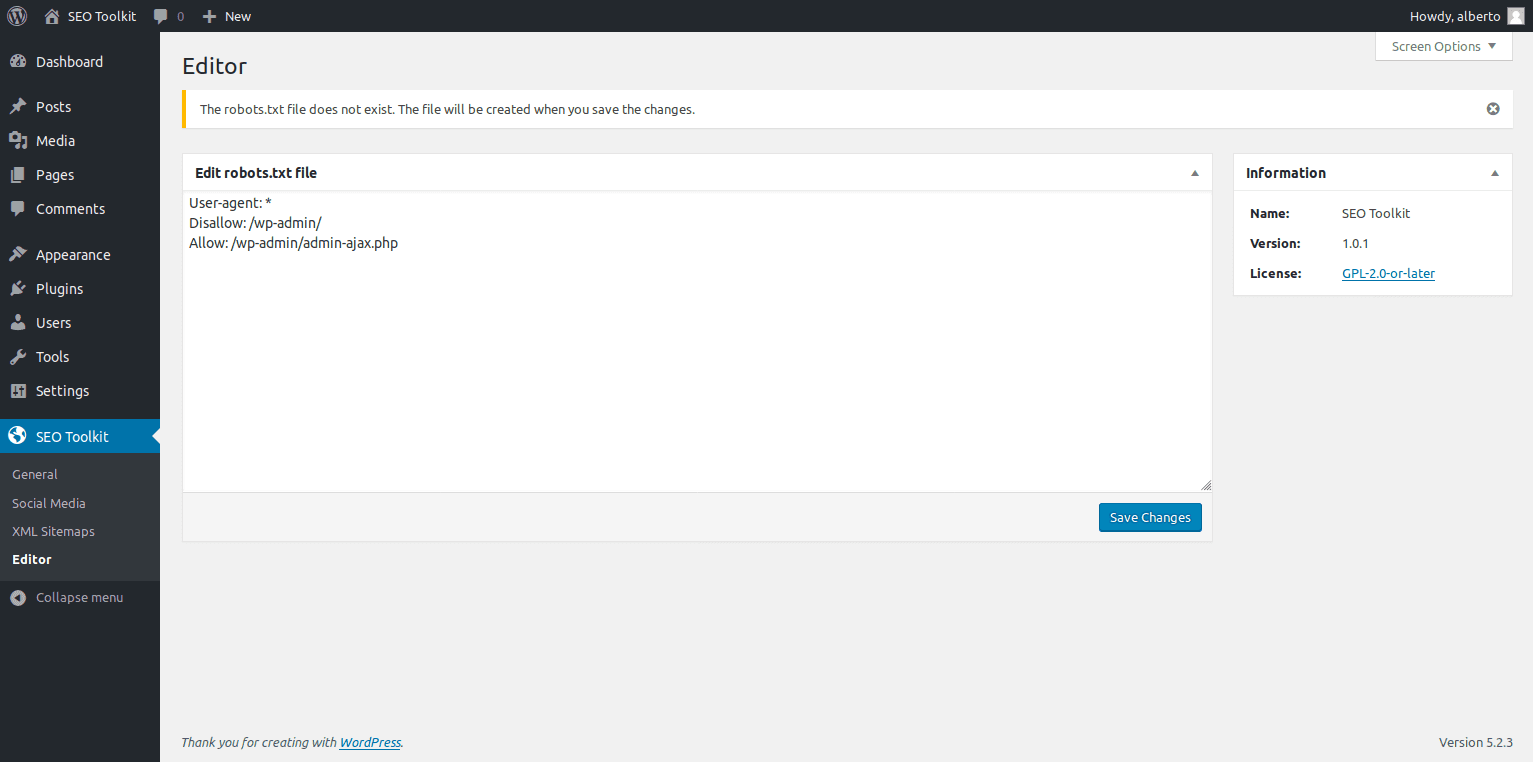 SEO Toolkit 0 New Howdy, alberto
Screen Options
Dashboard
Posts
Media
Pages
Comments
Appearance
Plugins
Users
Tools
Settings
SEO Toolkit
General
Social Media
XML Sitemaps
Editor
Collapse menu
Editor
The robots.txt file does not exist. The file will be created when you save the changes.
Edit robots.txt file
User-agent: *
Disallow: /wp-admin/
Allow: /wp-admin/admin-ajax.php
Save Changes
Information
Name: SEO Toolkit
Version: 1.0.1
License: GPL-2.0-or-later
Thank you for creating with WordPress.
Version 5.2.3